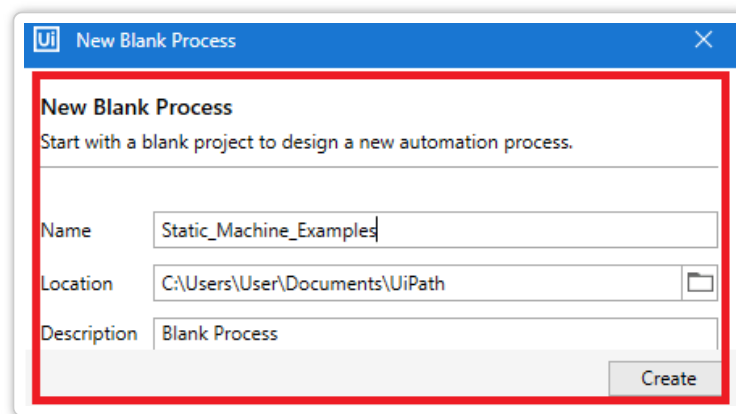 Ui New Blank Process
New Blank Process
Start with a blank project to design a new automation process.
Name Static_Machine_Examples
Location C:\Users\User\Documents\UiPath
Description Blank Process
Create